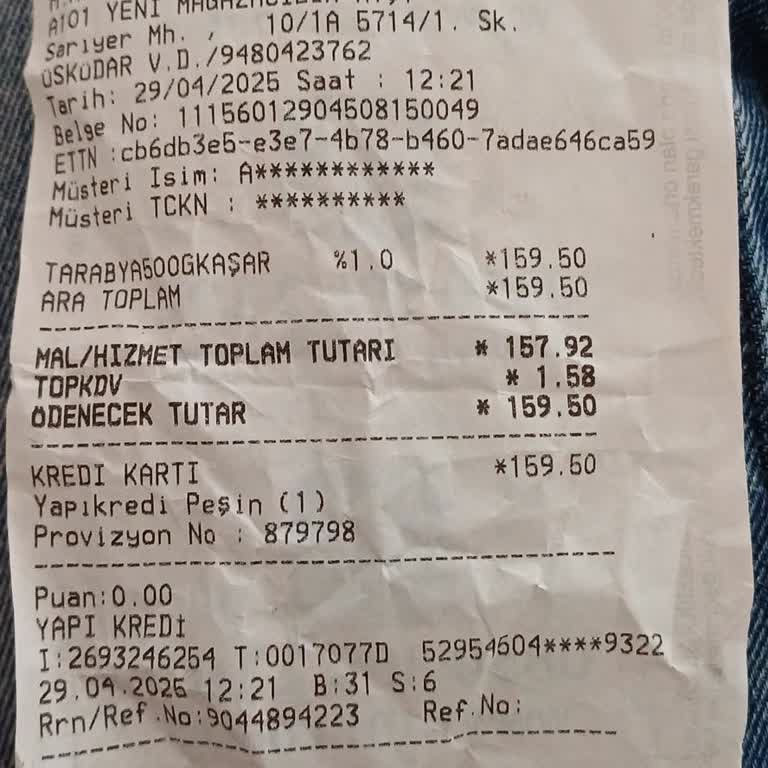 A101 YENİ MAĞAZACILIK
Sarıyer Mh. , 10/1A 5714/1. Sk.
ÜSKÜDAR V.D./9480423762
Tarih: 29/04/2025 Saat : 12:21
Belge No: 11156012904508150049
ETTN :cb6db3e5-e3e7-4b78-b460-7adae646ca59
Müşteri Isim: A************
Müşteri TCKN : **********
TARABYA500GKAŞAR %1.0 *159.50
ARA TOPLAM *159.50
MAL/HIZMET TOPLAM TUTARI * 157.92
TOPKDV * 1.58
ÖDENECEK TUTAR * 159.50
KREDI KARTI *159.50
Yapıkredi Peşin (1)
Provizyon No : 879798
Puan:0.00
YAPI KREDİ
I:2693246254 T:0017077D 52954604****9322
29.04.2025 12:21 B:31 S:6
Rrn/Ref.No:9044894223 Ref.No: